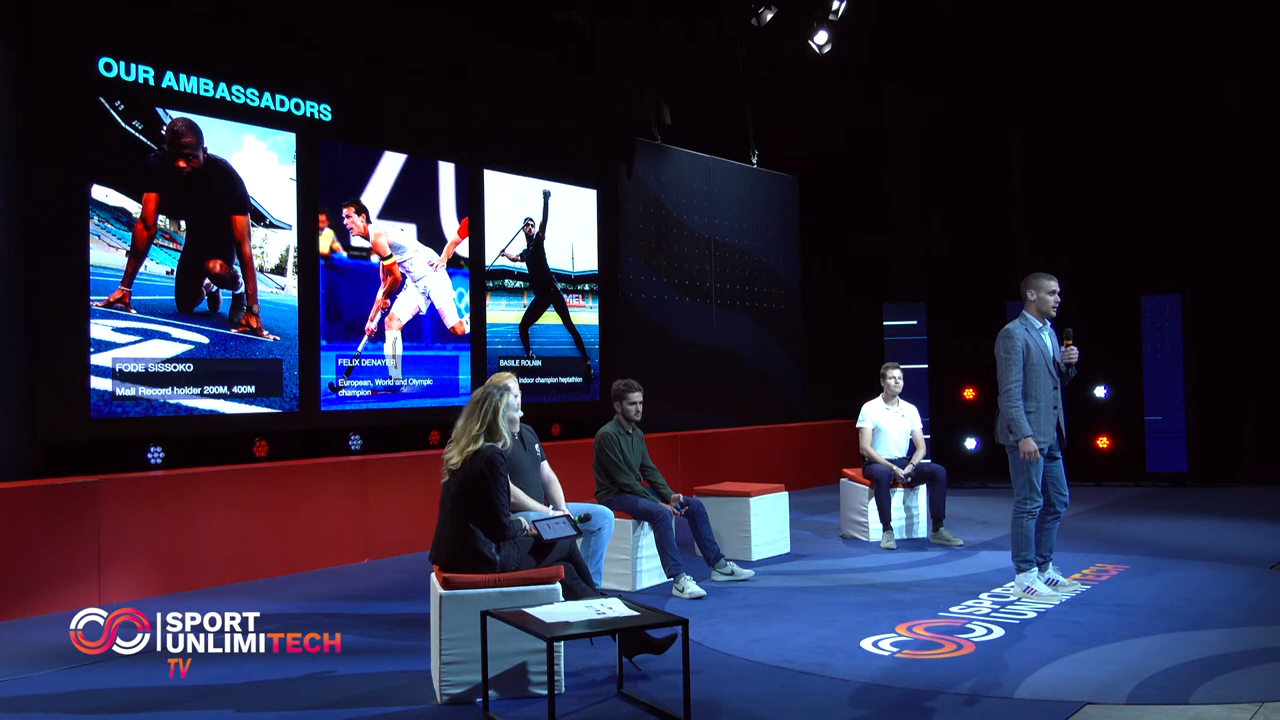 OUR AMBASSADORS
FODE SISSOKO
Mali Record holder 200M, 400M
FELIX DENAYER
European, World and Olympic
champion
BASILE ROLNIN
indoor champion heptathlon
SPORT
UNLIMITECH
TV
SPORT
UNLIMITECH